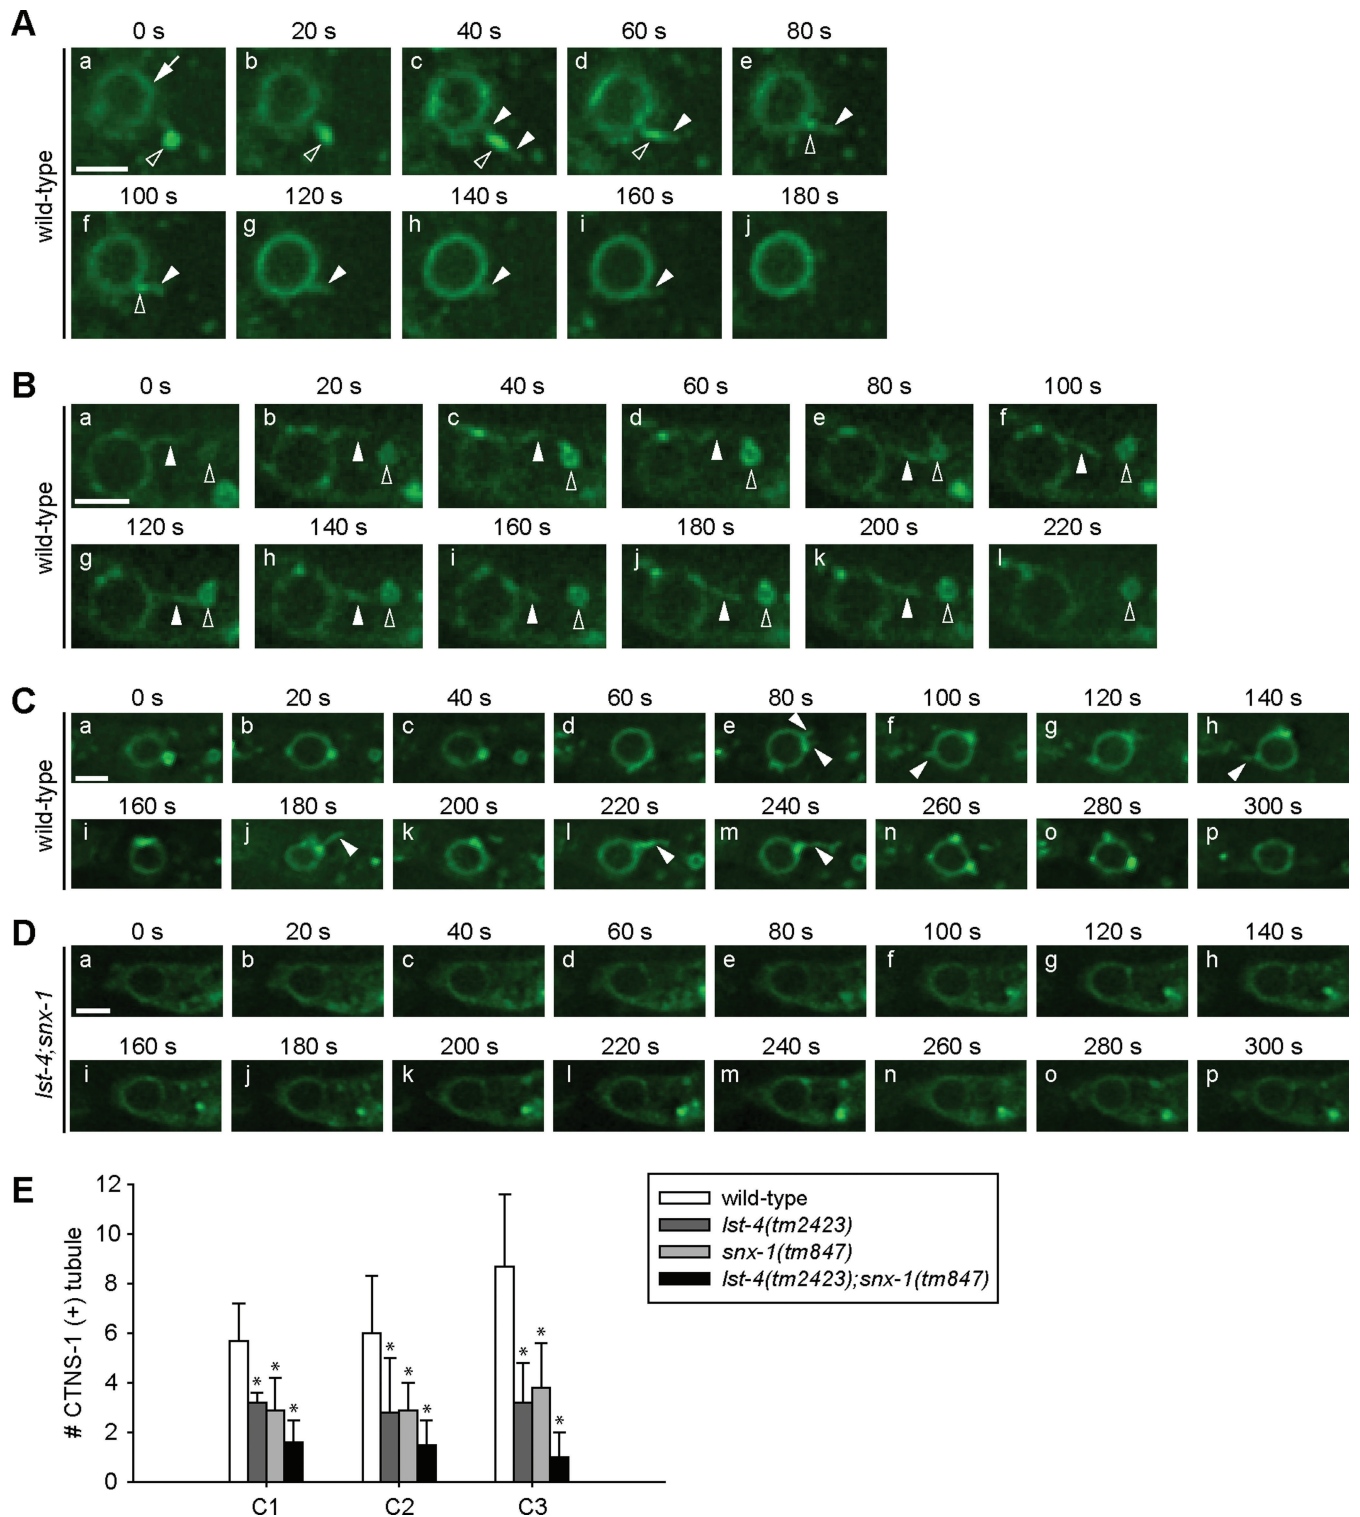 A
0 s 20 s 40 s 60 s 80 s
wild-type
a b c d e
100 s 120 s 140 s 160 s 180 s
f g h i j
B
0 s 20 s 40 s 60 s 80 s 100 s
wild-type
a b c d e f
120 s 140 s 160 s 180 s 200 s 220 s
g h i j k l
C
0 s 20 s 40 s 60 s 80 s 100 s 120 s 140 s
wild-type
a b c d e f g h
160 s 180 s 200 s 220 s 240 s 260 s 280 s 300 s
i j k l m n o p
D
0 s 20 s 40 s 60 s 80 s 100 s 120 s 140 s
lst-4;snx-1
a b c d e f g h
160 s 180 s 200 s 220 s 240 s 260 s 280 s 300 s
i j k l m n o p
E
# CTNS-1 (+) tubule
12
10
8
6
4
2
0
* * *
* * *
* * *
C1 C2 C3
wild-type
lst-4(tm2423)
snx-1(tm847)
lst-4(tm2423);snx-1(tm847)